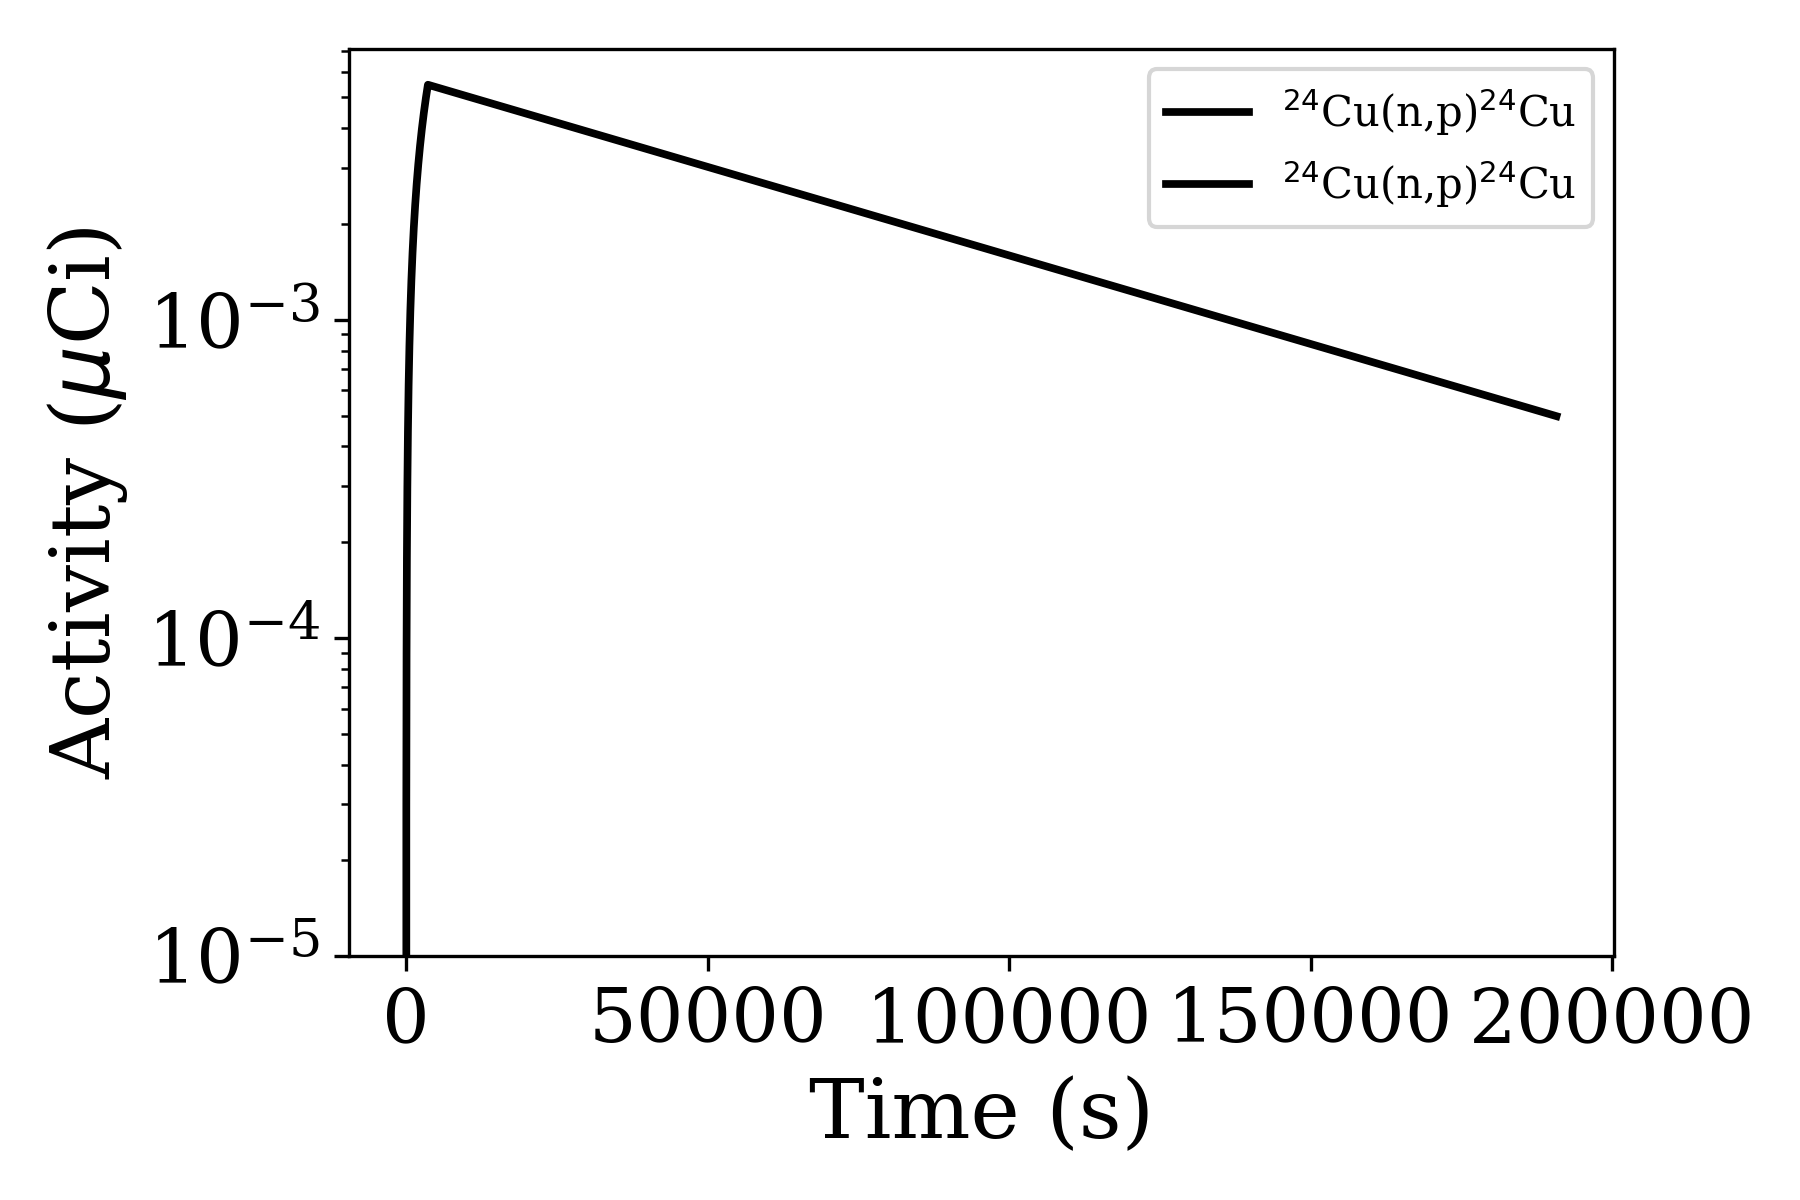 ²⁴Cu(n,p)²⁴Cu
²⁴Cu(n,p)²⁴Cu
Activity (μCi)
10⁻³
10⁻⁴
10⁻⁵
0 50000 100000 150000 200000
Time (s)